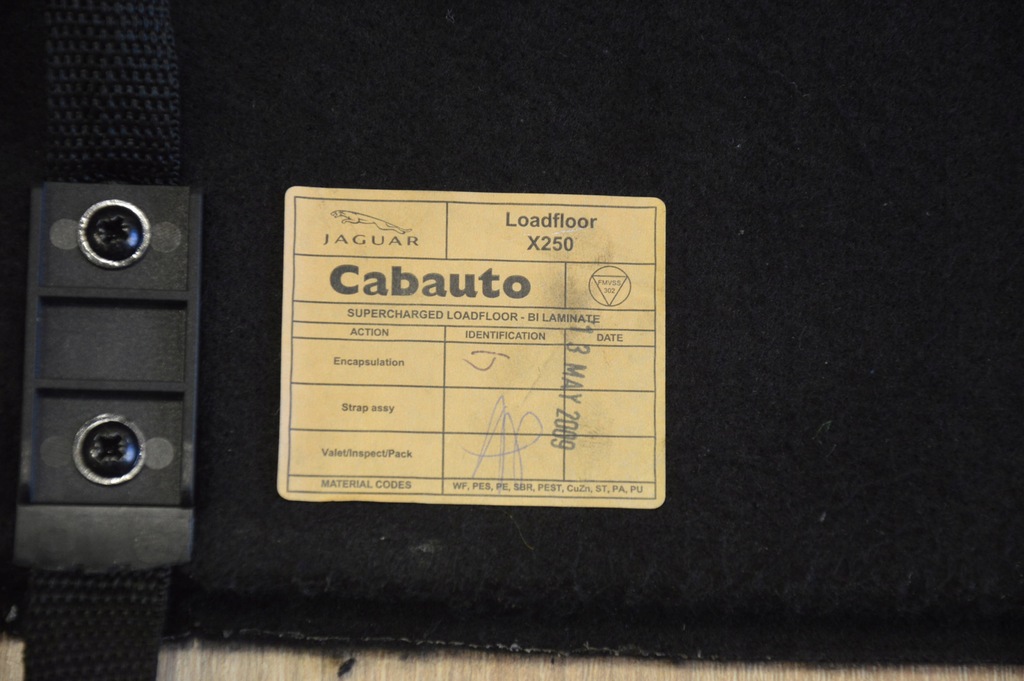 JAGUAR
Loadfloor
X250
Cabauto
FMVSS
302
SUPERCHARGED LOADFLOOR - BI LAMINATE
ACTION IDENTIFICATION DATE
Encapsulation
Strap assy
Valet/Inspect/Pack
13 MAY 2009
MATERIAL CODES WF, PES, PE, SBR, PEST, CuZn, ST, PA, PU